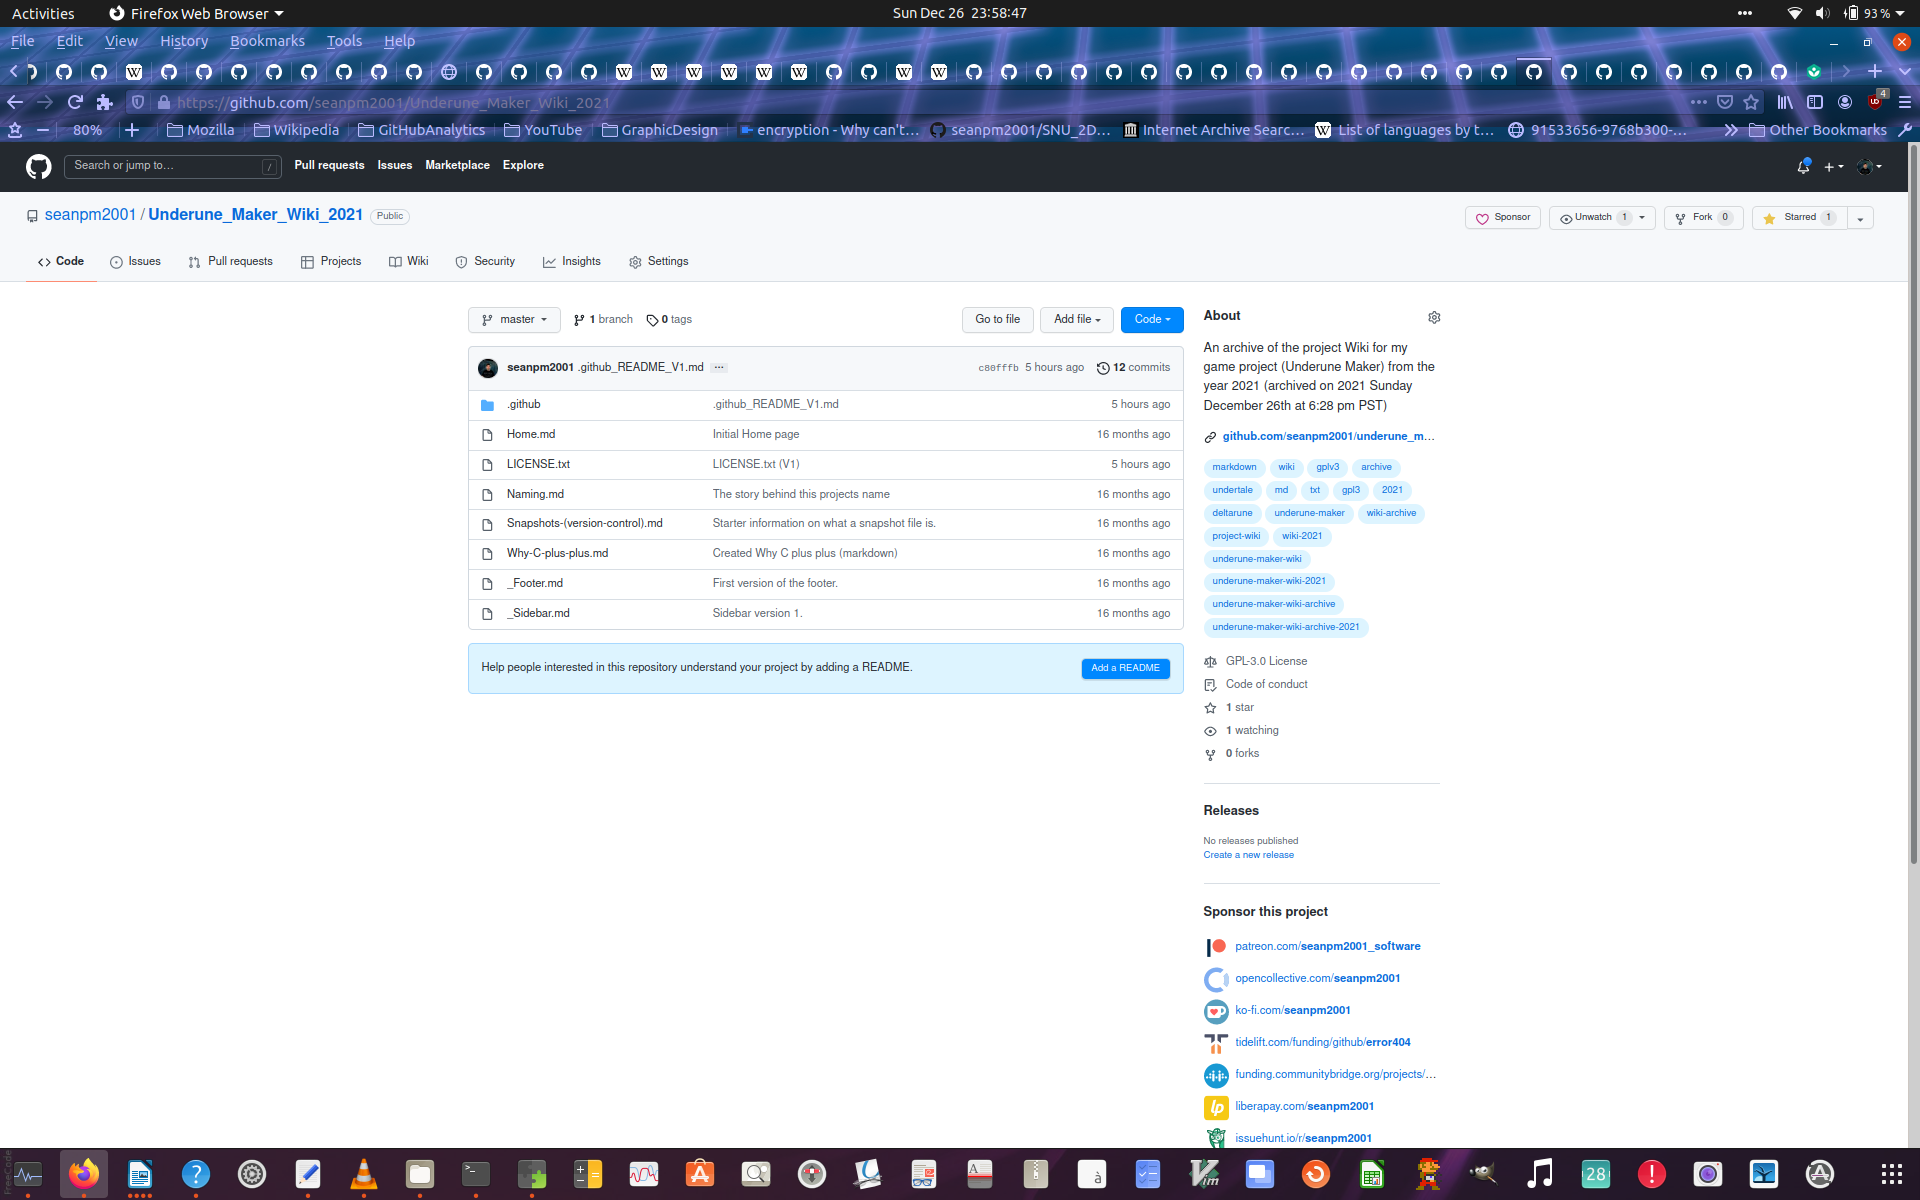 Activities Firefox Web Browser Sun Dec 26 23:58:47 93 %
File Edit View History Bookmarks Tools Help
https://github.com/seanpm2001/Underune_Maker_Wiki_2021
4
80% Mozilla Wikipedia GitHubAnalytics YouTube GraphicDesign encryption - Why can't... seanpm2001/SNU_2D... Internet Archive Searc... List of languages by t... 91533656-9768b300-... Other Bookmarks
Search or jump to... / Pull requests Issues Marketplace Explore
seanpm2001 / Underune_Maker_Wiki_2021 Public Sponsor Unwatch 1 Fork 0 Starred 1
Code Issues Pull requests Projects Wiki Security Insights Settings
master 1 branch 0 tags Go to file Add file Code
seanpm2001 .github_README_V1.md ... c80fffb 5 hours ago 12 commits
.github .github_README_V1.md 5 hours ago
Home.md Initial Home page 16 months ago
LICENSE.txt LICENSE.txt (V1) 5 hours ago
Naming.md The story behind this projects name 16 months ago
Snapshots-(version-control).md Starter information on what a snapshot file is. 16 months ago
Why-C-plus-plus.md Created Why C plus plus (markdown) 16 months ago
_Footer.md First version of the footer. 16 months ago
_Sidebar.md Sidebar version 1. 16 months ago
Help people interested in this repository understand your project by adding a README. Add a README
About
An archive of the project Wiki for my
game project (Underune Maker) from the
year 2021 (archived on 2021 Sunday
December 26th at 6:28 pm PST)
github.com/seanpm2001/underune_m...
markdown wiki gplv3 archive
undertale md txt gpl3 2021
deltarune underune-maker wiki-archive
project-wiki wiki-2021
underune-maker-wiki
underune-maker-wiki-2021
underune-maker-wiki-archive
underune-maker-wiki-archive-2021
GPL-3.0 License
Code of conduct
1 star
1 watching
0 forks
Releases
No releases published
Create a new release
Sponsor this project
patreon.com/seanpm2001_software
opencollective.com/seanpm2001
ko-fi.com/seanpm2001
tidelift.com/funding/github/error404
funding.communitybridge.org/projects/...
liberapay.com/seanpm2001
issuehunt.io/r/seanpm2001
28